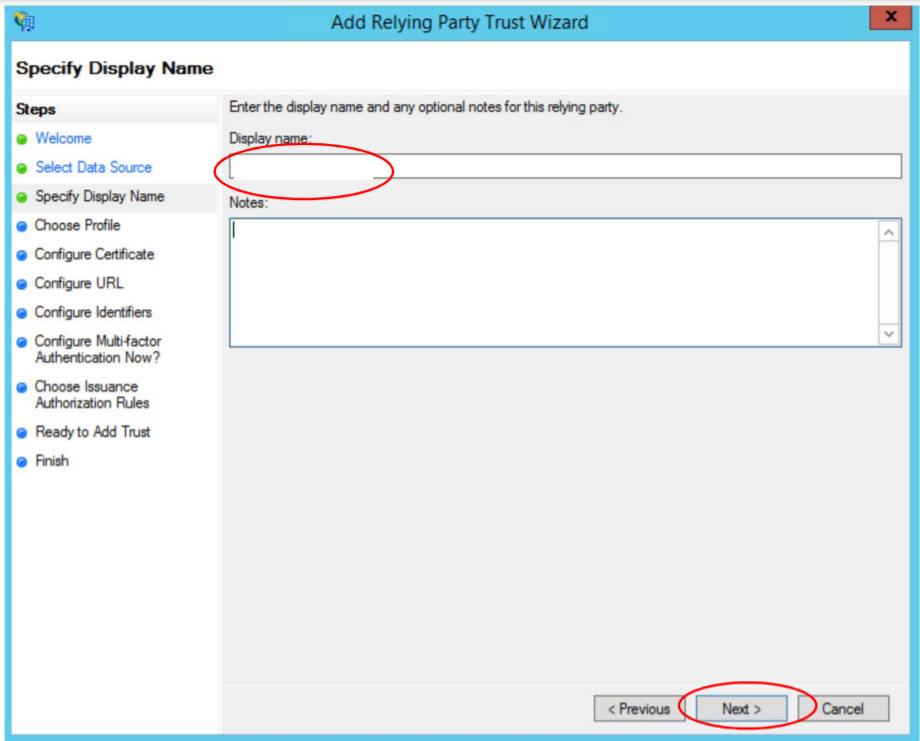 Add Relying Party Trust Wizard
x
Specify Display Name
Steps
Welcome
Select Data Source
Specify Display Name
Choose Profile
Configure Certificate
Configure URL
Configure Identifiers
Configure Multi-factor
Authentication Now?
Choose Issuance
Authorization Rules
Ready to Add Trust
Finish
Enter the display name and any optional notes for this relying party.
Display name:
Notes:
< Previous
Next >
Cancel